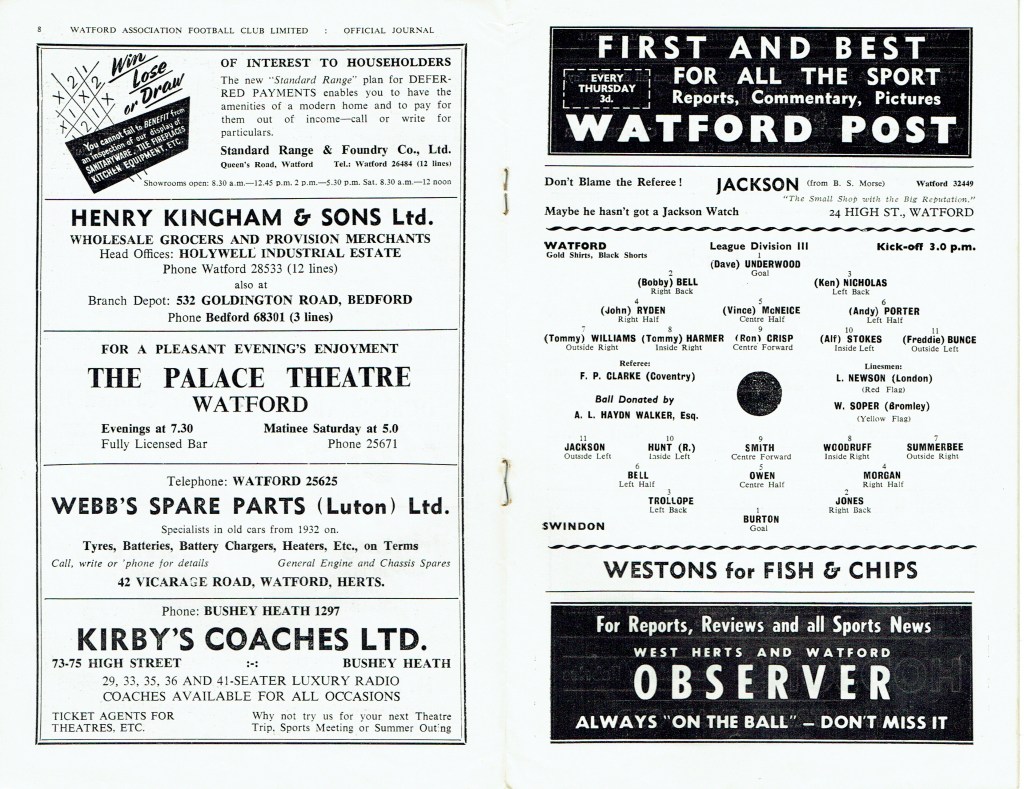 8 WATFORD ASSOCIATION FOOTBALL CLUB LIMITED : OFFICIAL JOURNAL
X 2 1
X X 2
X 2 1 X
Win
Lose
or Draw
You cannot fail to BENEFIT from
an inspection of our display of
SANITARYWARE, TILE FIREPLACES
KITCHEN EQUIPMENT, ETC.
OF INTEREST TO HOUSEHOLDERS
The new "Standard Range" plan for DEFER-
RED PAYMENTS enables you to have the
amenities of a modern home and to pay for
them out of income—call or write for
particulars.
Standard Range & Foundry Co., Ltd.
Queen's Road, Watford Tel.: Watford 26484 (12 lines)
Showrooms open: 8.30 a.m.—12.45 p.m. 2 p.m.—5.30 p.m. Sat. 8.30 a.m.—12 noon
HENRY KINGHAM & SONS Ltd.
WHOLESALE GROCERS AND PROVISION MERCHANTS
Head Offices: HOLYWELL INDUSTRIAL ESTATE
Phone Watford 28533 (12 lines)
also at
Branch Depot: 532 GOLDINGTON ROAD, BEDFORD
Phone Bedford 68301 (3 lines)
FOR A PLEASANT EVENING'S ENJOYMENT
THE PALACE THEATRE
WATFORD
Evenings at 7.30 Matinee Saturday at 5.0
Fully Licensed Bar Phone 25671
Telephone: WATFORD 25625
WEBB'S SPARE PARTS (Luton) Ltd.
Specialists in old cars from 1932 on.
Tyres, Batteries, Battery Chargers, Heaters, Etc., on Terms
Call, write or 'phone for details General Engine and Chassis Spares
42 VICARAGE ROAD, WATFORD, HERTS.
Phone: BUSHEY HEATH 1297
KIRBY'S COACHES LTD.
73-75 HIGH STREET :-: BUSHEY HEATH
29, 33, 35, 36 AND 41-SEATER LUXURY RADIO
COACHES AVAILABLE FOR ALL OCCASIONS
TICKET AGENTS FOR Why not try us for your next Theatre
THEATRES, ETC. Trip, Sports Meeting or Summer Outing
FIRST AND BEST
EVERY
THURSDAY
3d.
FOR ALL THE SPORT
Reports, Commentary, Pictures
WATFORD POST
Don't Blame the Referee ! JACKSON (from B. S. Morse) Watford 32449
"The Small Shop with the Big Reputation."
Maybe he hasn't got a Jackson Watch 24 HIGH ST., WATFORD
WATFORD League Division III Kick-off 3.0 p.m.
Gold Shirts, Black Shorts
1
(Dave) UNDERWOOD
Goal
2 3
(Bobby) BELL (Ken) NICHOLAS
Right Back Left Back
4 5 6
(John) RYDEN (Vince) McNEICE (Andy) PORTER
Right Half Centre Half Left Half
7 8 9 10 11
(Tommy) WILLIAMS (Tommy) HARMER (Ron) CRISP (Alf) STOKES (Freddie) BUNCE
Outside Right Inside Right Centre Forward Inside Left Outside Left
Referee: Linesmen:
F. P. CLARKE (Coventry) L. NEWSON (London)
(Red Flag)
Ball Donated by W. SOPER (Bromley)
A. L. HAYDN WALKER, Esq. (Yellow Flag)
11 10 9 8 7
JACKSON HUNT (R.) SMITH WOODRUFF SUMMERBEE
Outside Left Inside Left Centre Forward Inside Right Outside Right
6 5 4
BELL OWEN MORGAN
Left Half Centre Half Right Half
3 2
TROLLOPE JONES
Left Back Right Back
1
BURTON
Goal
SWINDON
WESTONS for FISH & CHIPS
For Reports, Reviews and all Sports News
WEST HERTS AND WATFORD
OBSERVER
ALWAYS "ON THE BALL" – DON'T MISS IT